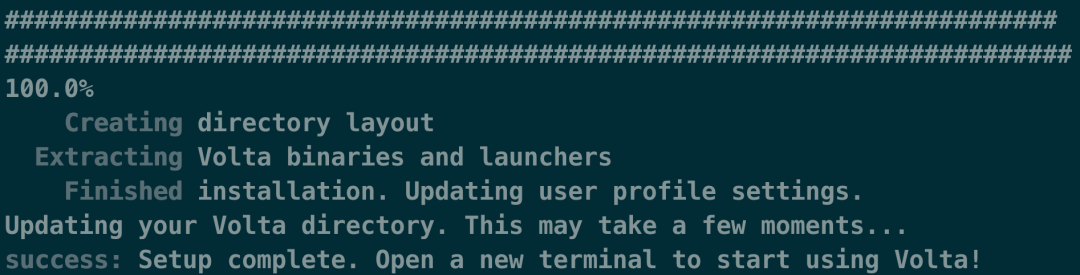 #######################################################################
########################################################################
100.0%
    Creating directory layout
  Extracting Volta binaries and launchers
    Finished installation. Updating user profile settings.
Updating your Volta directory. This may take a few moments...
success: Setup complete. Open a new terminal to start using Volta!